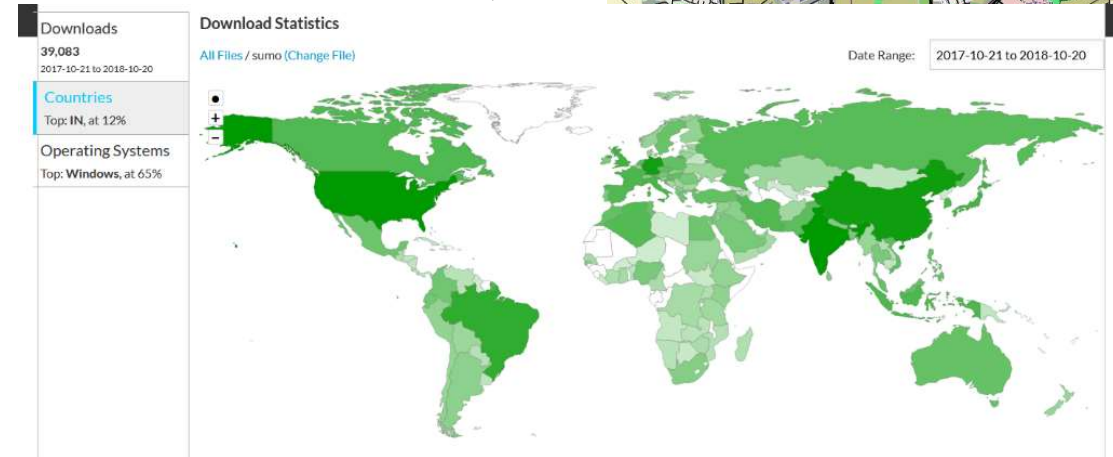 Downloads
39,083
2017-10-21 to 2018-10-20
Countries
Top: IN, at 12%
Operating Systems
Top: Windows, at 65%
Download Statistics
All Files / sumo (Change File)
Date Range: 2017-10-21 to 2018-10-20
+
−